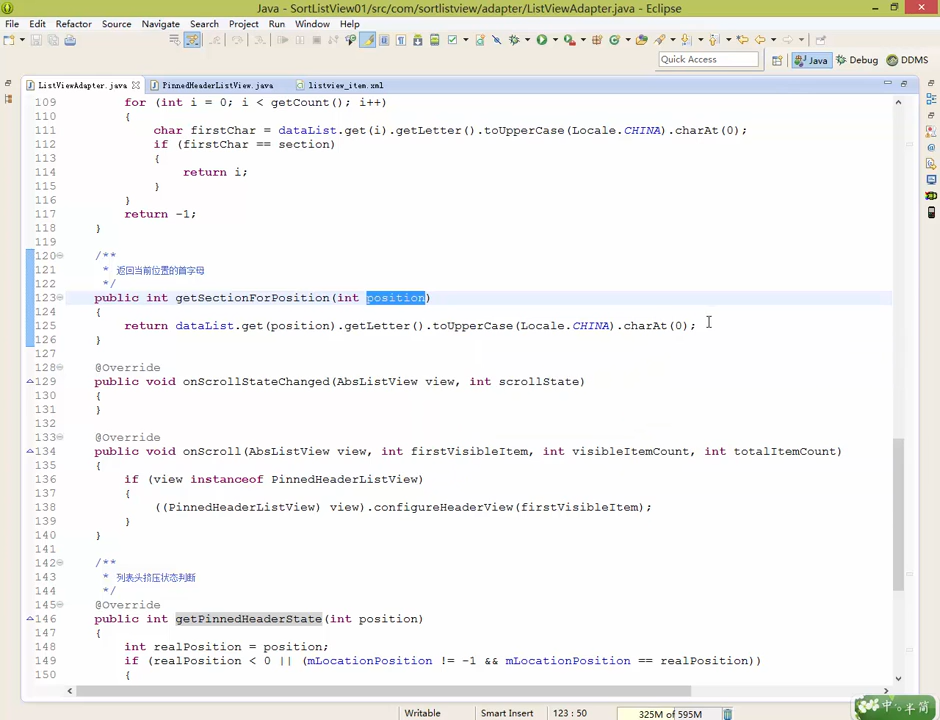 Java - SortListView01/src/com/sortlistview/adapter/ListViewAdapter.java - Eclipse
File Edit Refactor Source Navigate Search Project Run Window Help
Quick Access
Java
Debug
DDMS
ListViewAdapter.java
PinnedHeaderListView.java
listview_item.xml
109 for (int i = 0; i < getCount(); i++)
110 {
111 char firstChar = dataList.get(i).getLetter().toUpperCase(Locale.CHINA).charAt(0);
112 if (firstChar == section)
113 {
114 return i;
115 }
116 }
117 return -1;
118 }
119
120 /**
121 * 返回当前位置的首字母
122 */
123 public int getSectionForPosition(int position)
124 {
125 return dataList.get(position).getLetter().toUpperCase(Locale.CHINA).charAt(0);
126 }
127
128 @Override
129 public void onScrollStateChanged(AbsListView view, int scrollState)
130 {
131 }
132
133 @Override
134 public void onScroll(AbsListView view, int firstVisibleItem, int visibleItemCount, int totalItemCount)
135 {
136 if (view instanceof PinnedHeaderListView)
137 {
138 ((PinnedHeaderListView) view).configureHeaderView(firstVisibleItem);
139 }
140 }
141
142 /**
143 * 列表头挤压状态判断
144 */
145 @Override
146 public int getPinnedHeaderState(int position)
147 {
148 int realPosition = position;
149 if (realPosition < 0 || (mLocationPosition != -1 && mLocationPosition == realPosition))
150 {
Writable
Smart Insert
123 : 50
325M of 595M
中 半 简